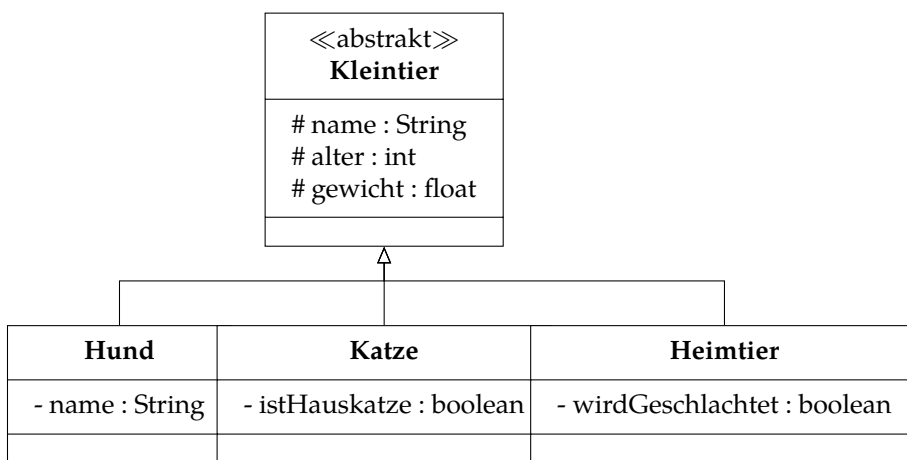 ≪abstrakt≫
Kleintier
# name : String
# alter : int
# gewicht : float
Hund
- name : String
Katze
- istHauskatze : boolean
Heimtier
- wirdGeschlachtet : boolean